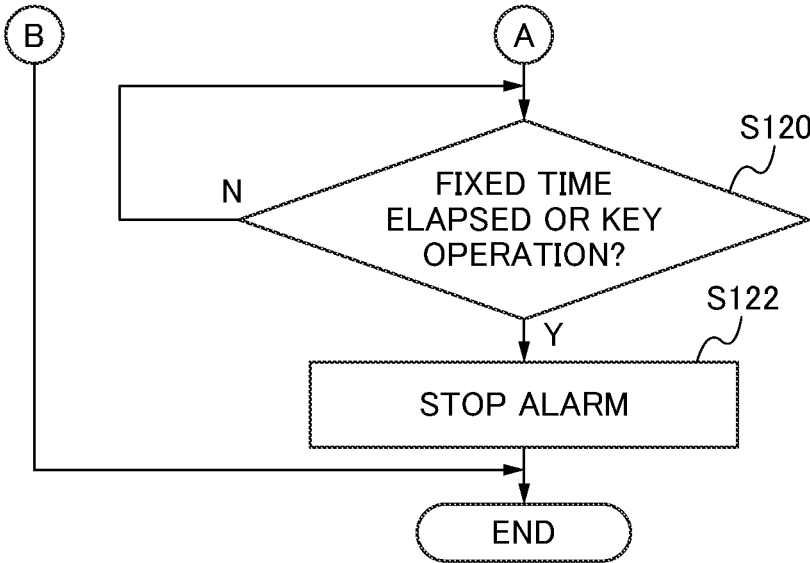 B
A
S120
N
FIXED TIME
ELAPSED OR KEY
OPERATION?
S122
Y
STOP ALARM
END